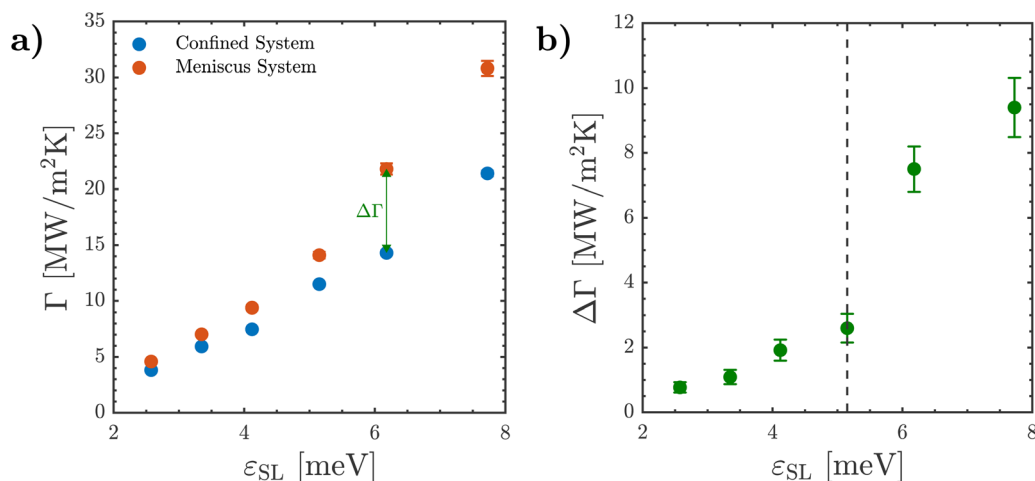 a)
Confined System
Meniscus System
ΔΓ
Γ [MW/m²K]
35
30
25
20
15
10
5
0
2
4
6
8
ε_SL [meV]
b)
ΔΓ [MW/m²K]
12
10
8
6
4
2
0
2
4
6
8
ε_SL [meV]